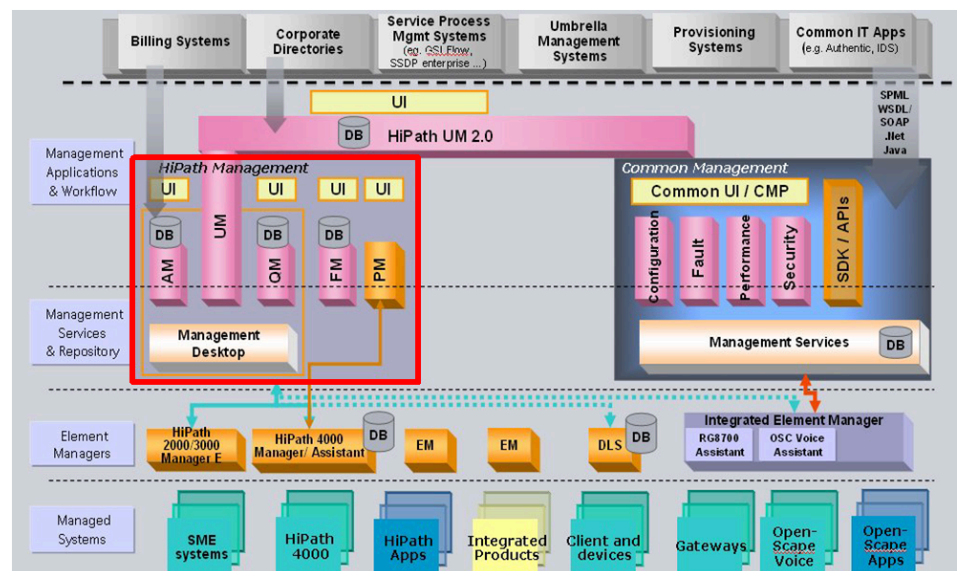 Billing Systems
Corporate
Directories
Service Process
Mgmt Systems
(eg. GSI Flow,
SSDP enterprise ...)
Umbrella
Management
Systems
Provisioning
Systems
Common IT Apps
(e.g. Authentic, IDS)
SPML
WSDL/
SOAP
.Net
Java
UI
DB
HiPath UM 2.0
Management
Applications
& Workflow
HiPath Management
UI
UI
UI
UI
DB
DB
DB
AM
UM
QM
FM
PM
Common Management
Common UI / CMP
Configuration
Fault
Performance
Security
SDK / APIs
Management
Services
& Repository
Management
Desktop
Management Services
DB
Element
Managers
HiPath
2000/3000
Manager E
HiPath 4000
Manager/ Assistant
DB
EM
EM
DLS
DB
Integrated Element Manager
RG8700
Assistant
OSC Voice
Assistant
Managed
Systems
SME
systems
HiPath
4000
HiPath
Apps
Integrated
Products
Client and
devices
Gateways
Open-
Scape
Voice
Open-
Scape
Apps